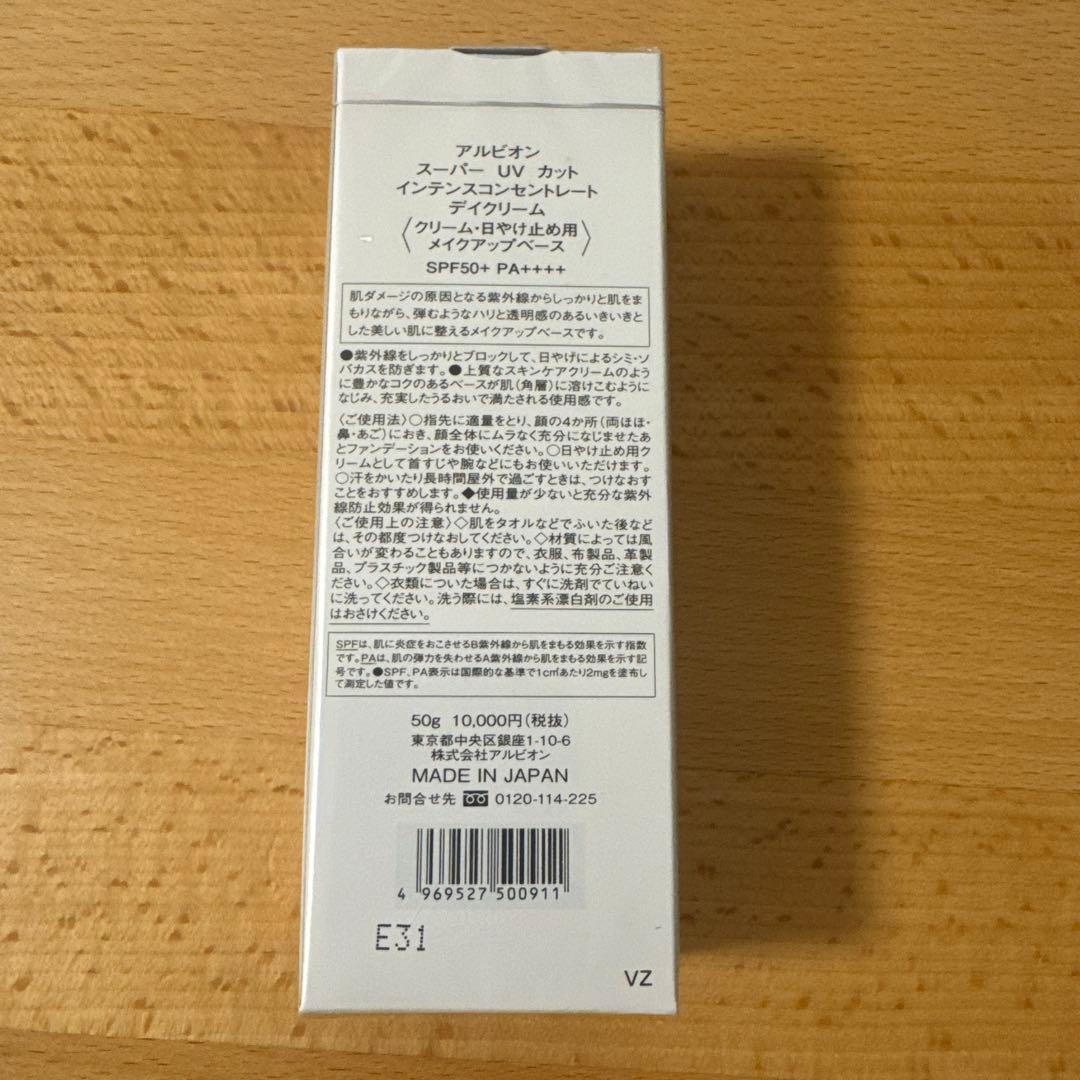 アルビオン
スーパー UV カット
インテンスコンセントレート
デイクリーム
〈クリーム・日やけ止め用
メイクアップベース〉
SPF50+ PA++++
肌ダメージの原因となる紫外線からしっかりと肌をま
もりながら、弾むようなハリと透明感のあるいきいきと
した美しい肌に整えるメイクアップベースです。
●紫外線をしっかりとブロックして、日やけによるシミ・ソ
バカスを防ぎます。●上質なスキンケアクリームのよう
に豊かなコクのあるベースが肌(角層)に溶けこむように
なじみ、充実したうるおいで満たされる使用感です。
〈ご使用法〉○指先に適量をとり、顔の4か所(両ほほ・
鼻・あご)におき、顔全体にムラなく充分になじませたあ
とファンデーションをお使いください。○日やけ止め用ク
リームとして首すじや腕などにもお使いいただけます。
○汗をかいたり長時間屋外で過ごすときは、つけなおす
ことをおすすめします。◆使用量が少ないと充分な紫外
線防止効果が得られません。
〈ご使用上の注意〉◇肌をタオルなどでふいた後など
は、その都度つけなおしてください。◇材質によっては風
合いが変わることもありますので、衣服、布製品、革製
品、プラスチック製品等につかないように充分ご注意く
ださい。◇衣類についた場合は、すぐに洗剤でていねい
に洗ってください。洗う際には、塩素系漂白剤のご使用
はおさけください。
SPFは、肌に炎症をおこさせるB紫外線から肌をまもる効果を示す指数
です。PAは、肌の弾力を失わせるA紫外線から肌をまもる効果を示す記
号です。●SPF、PA表示は国際的な基準で1c㎡あたり2mgを塗布し
て測定した値です。
50g 10,000円(税抜)
東京都中央区銀座1-10-6
株式会社アルビオン
MADE IN JAPAN
お問合せ先 0120-114-225
4 969527 500911
E31
VZ